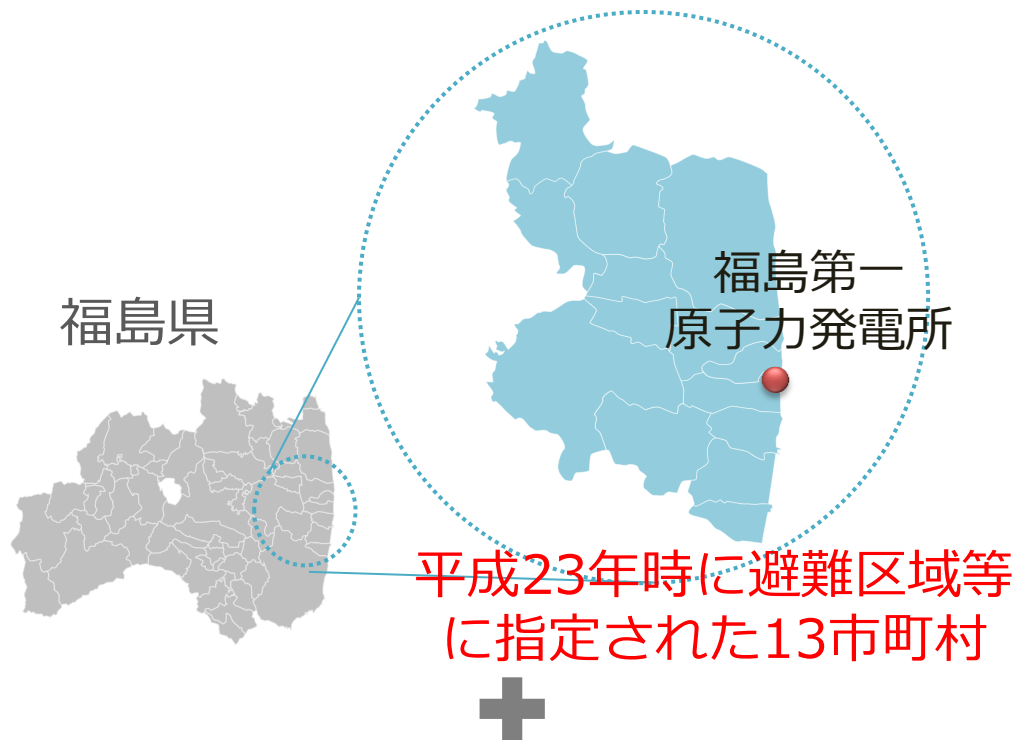 福島第一
原子力発電所
福島県
平成23年時に避難区域等
に指定された13市町村